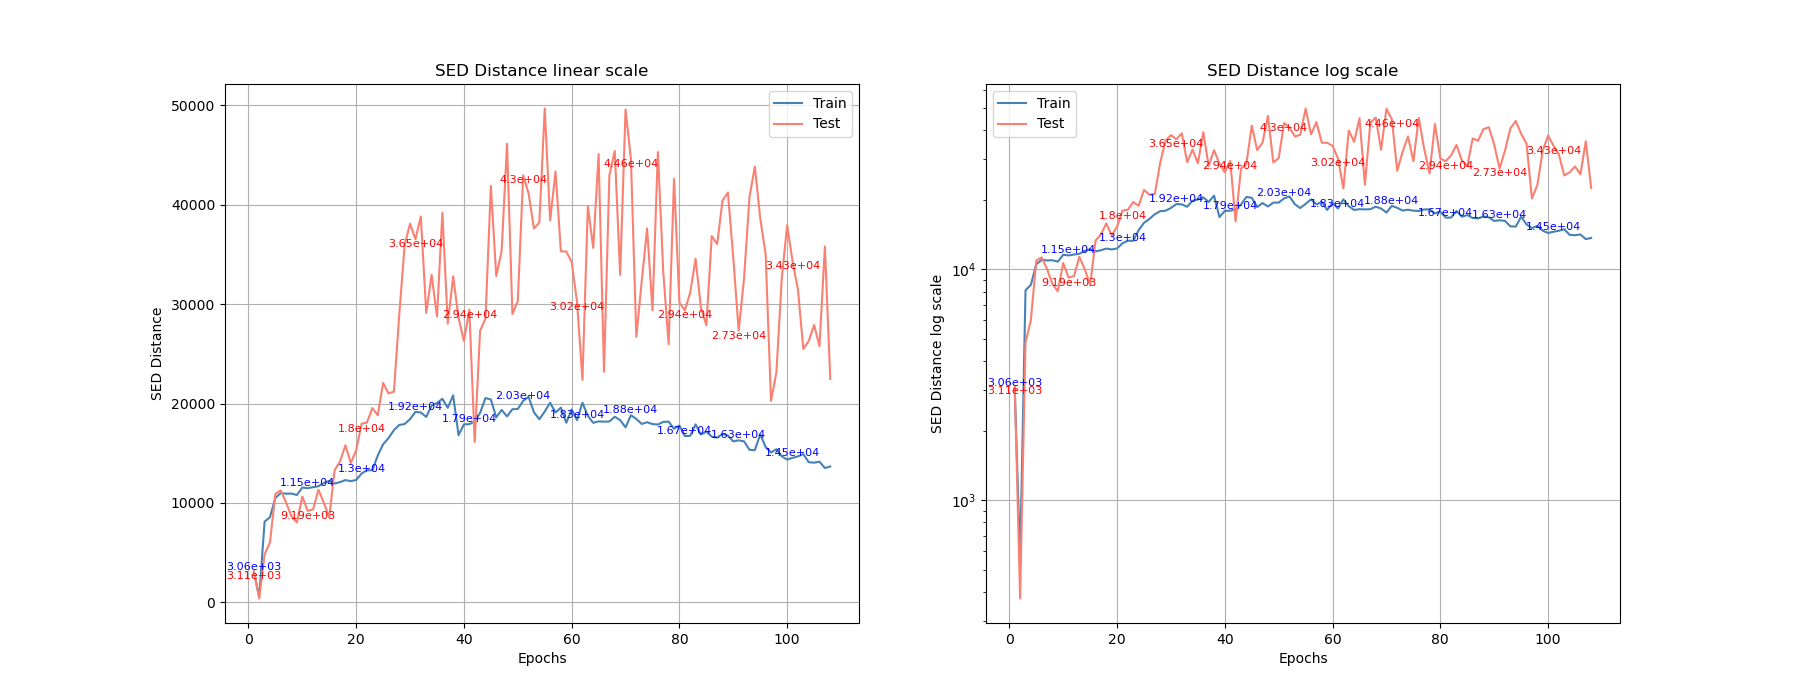 SED Distance linear scale
Train
Test
50000
40000
30000
20000
10000
0
SED Distance
3.06e+03
3.11e+03
1.15e+04
9.19e+03
1.3e+04
1.8e+04
1.92e+04
3.65e+04
1.79e+04
2.94e+04
2.03e+04
4.3e+04
1.83e+04
3.02e+04
1.88e+04
4.46e+04
1.67e+04
2.94e+04
1.63e+04
2.73e+04
1.45e+04
3.43e+04
0 20 40 60 80 100
Epochs
SED Distance log scale
Train
Test
10^4
10^3
SED Distance log scale
3.06e+03
3.11e+03
1.15e+04
9.19e+03
1.3e+04
1.8e+04
1.92e+04
3.65e+04
1.79e+04
2.94e+04
2.03e+04
4.3e+04
1.83e+04
3.02e+04
1.88e+04
4.46e+04
1.67e+04
2.94e+04
1.63e+04
2.73e+04
1.45e+04
3.43e+04
0 20 40 60 80 100
Epochs